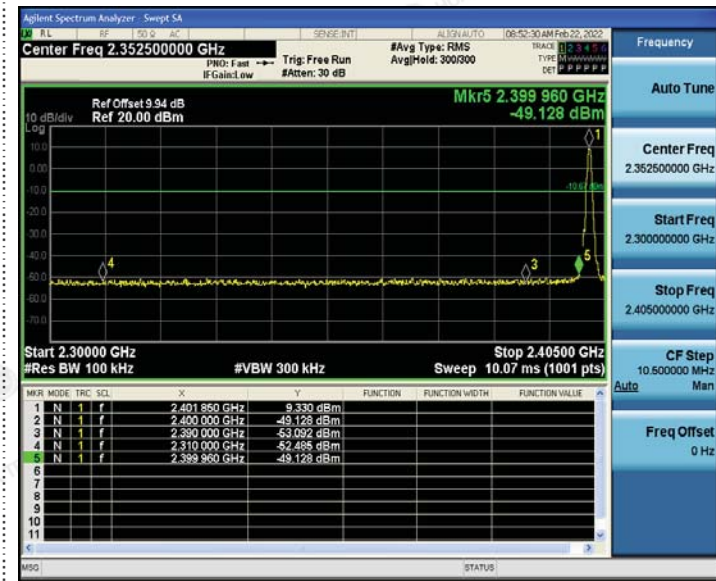 Agilent Spectrum Analyzer - Swept SA
RL RF 50 Ω AC SENSE:INT ALIGNAUTO 08:52:30 AM Feb 22, 2022
Center Freq 2.352500000 GHz
PNO: Fast
IFGain:Low
Trig: Free Run
#Atten: 30 dB
#Avg Type: RMS
Avg|Hold: 300/300
TRACE 1 2 3 4 5 6
TYPE M
DET P P P P P P
Frequency
Auto Tune
Center Freq
2.352500000 GHz
Start Freq
2.300000000 GHz
Stop Freq
2.405000000 GHz
CF Step
10.500000 MHz
Auto Man
Freq Offset
0 Hz
Mkr5 2.399 960 GHz
-49.128 dBm
Ref Offset 9.94 dB
10 dB/div Ref 20.00 dBm
Log
10.0
0.00
-10.0
-20.0
-30.0
-40.0
-50.0
-60.0
-70.0
-10.67 dBm
1
4
3
5
Start 2.30000 GHz Stop 2.40500 GHz
#Res BW 100 kHz #VBW 300 kHz Sweep 10.07 ms (1001 pts)
MKR MODE TRC SCL X Y FUNCTION FUNCTION WIDTH FUNCTION VALUE
1 N 1 f 2.401 850 GHz 9.330 dBm
2 N 1 f 2.400 000 GHz -49.128 dBm
3 N 1 f 2.390 000 GHz -53.092 dBm
4 N 1 f 2.310 000 GHz -52.485 dBm
5 N 1 f 2.399 960 GHz -49.128 dBm
6
7
8
9
10
11
MSG STATUS